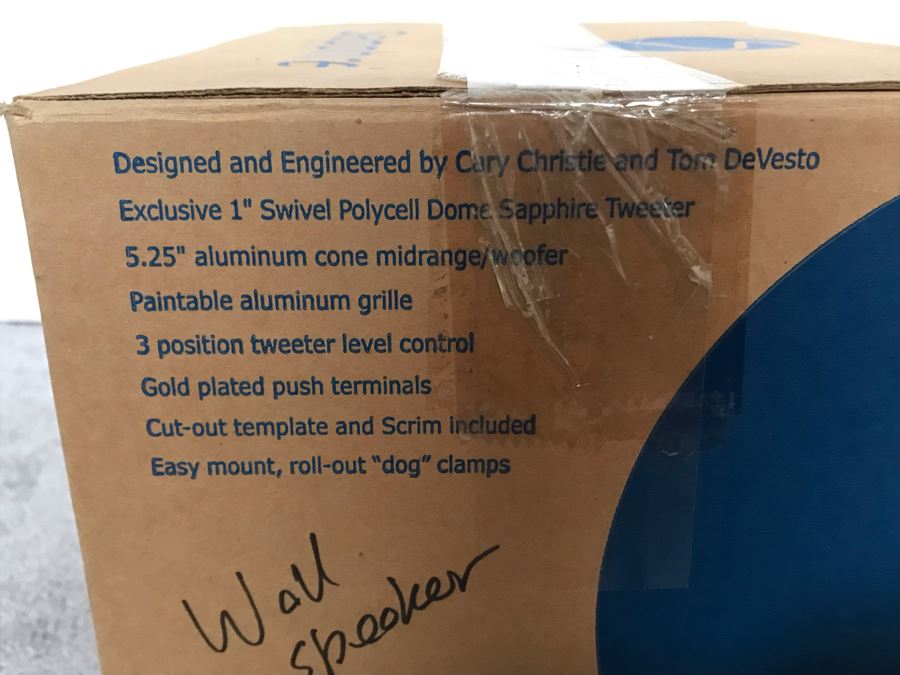 Designed and Engineered by Cary Christie and Tom DeVesto
Exclusive 1" Swivel Polycell Dome Sapphire Tweeter
5.25" aluminum cone midrange/woofer
Paintable aluminum grille
3 position tweeter level control
Gold plated push terminals
Cut-out template and Scrim included
Easy mount, roll-out “dog” clamps
Wall
speaker